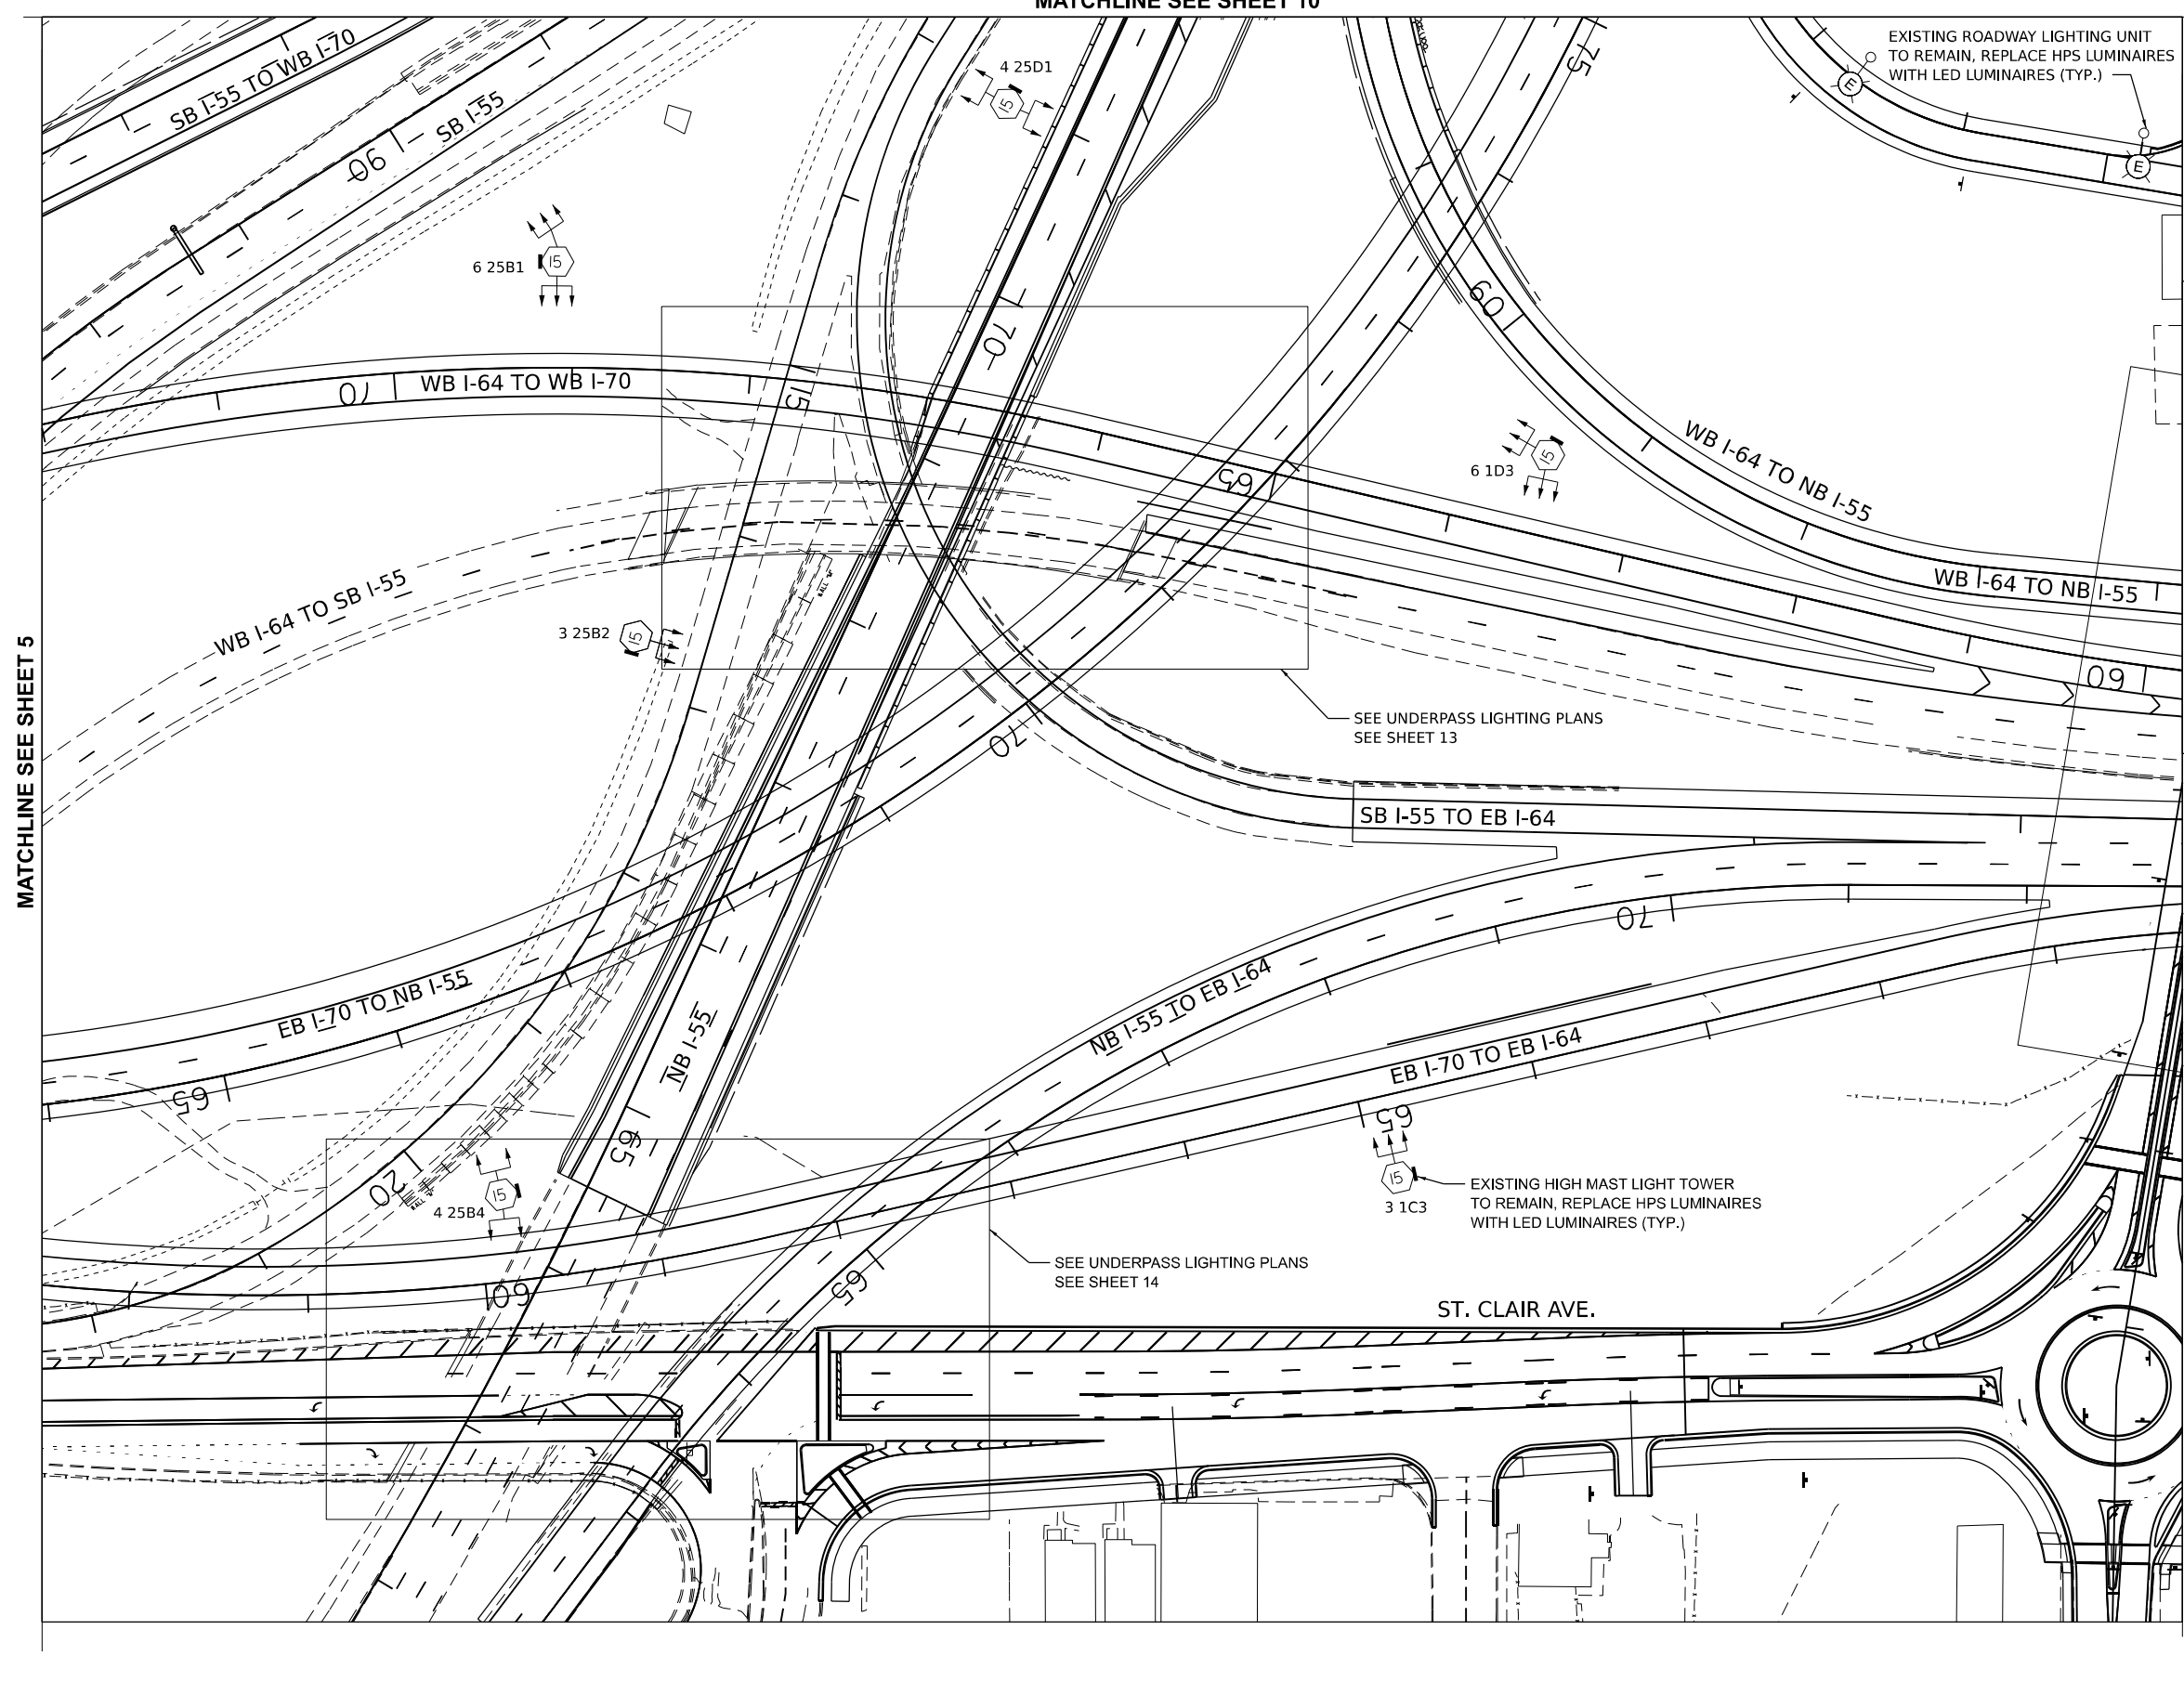 MATCHLINE SEE SHEET 10
EXISTING ROADWAY LIGHTING UNIT
TO REMAIN, REPLACE HPS LUMINAIRES
WITH LED LUMINAIRES (TYP.)
E
E
SB I-55 TO WB I-70
SB I-55
90
4 25D1
15
75
6 25B1
15
70
60
WB I-64 TO WB I-70
70
75
65
6 1D3
15
WB I-64 TO NB I-55
WB I-64 TO NB I-55
60
WB I-64 TO SB I-55
3 25B2
15
MATCHLINE SEE SHEET 5
SEE UNDERPASS LIGHTING PLANS
SEE SHEET 13
70
SB I-55 TO EB I-64
70
EB I-70 TO NB I-55
65
NB I-55
65
NB I-55 TO EB I-64
EB I-70 TO EB I-64
65
15
3 1C3
EXISTING HIGH MAST LIGHT TOWER
TO REMAIN, REPLACE HPS LUMINAIRES
WITH LED LUMINAIRES (TYP.)
20
15
4 25B4
60
65
SEE UNDERPASS LIGHTING PLANS
SEE SHEET 14
ST. CLAIR AVE.